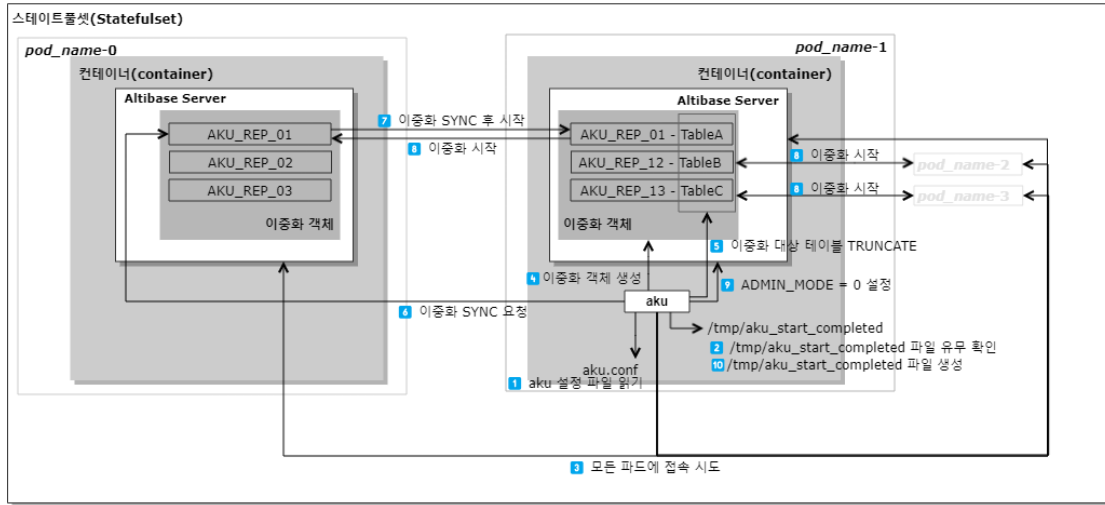 스테이트풀셋(Statefulset)
pod_name-0
컨테이너(container)
Altibase Server
AKU_REP_01
AKU_REP_02
AKU_REP_03
이중화 객체
7 이중화 SYNC 후 시작
8 이중화 시작
pod_name-1
컨테이너(container)
Altibase Server
AKU_REP_01 - TableA
AKU_REP_12 - TableB
AKU_REP_13 - TableC
이중화 객체
8 이중화 시작
pod_name-2
8 이중화 시작
pod_name-3
5 이중화 대상 테이블 TRUNCATE
4 이중화 객체 생성
9 ADMIN_MODE = 0 설정
aku
6 이중화 SYNC 요청
/tmp/aku_start_completed
2 /tmp/aku_start_completed 파일 유무 확인
10 /tmp/aku_start_completed 파일 생성
aku.conf
1 aku 설정 파일 읽기
3 모든 파드에 접속 시도